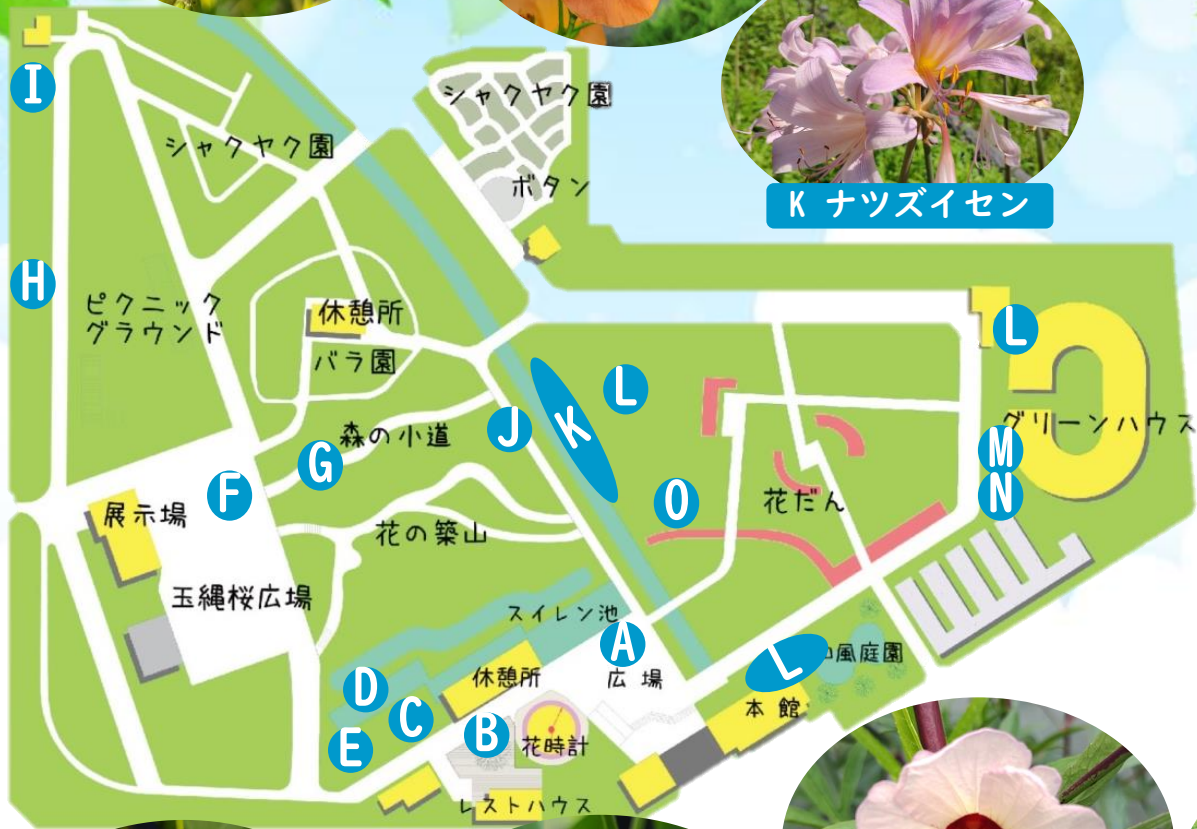 I
シャクヤク園
シャクヤク園
ボタン
K ナツズイセン
H
ピクニック
グラウンド
休憩所
バラ園
L
L
K
J
森の小道
G
F
グリーンハウス
M
N
O
花だん
展示場
花の築山
玉縄桜広場
スイレン池
A
広場
L
風庭園
休憩所
本館
D
C
E
B
花時計
レストハウス